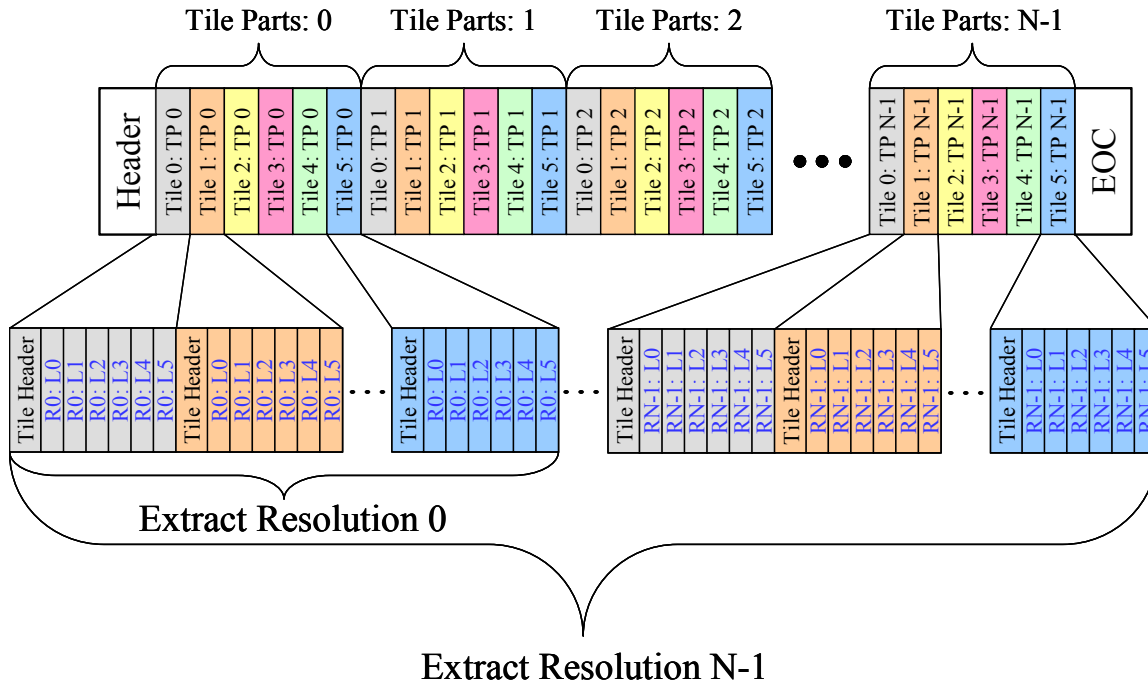 Tile Parts: 0
Tile Parts: 1
Tile Parts: 2
Tile Parts: N-1
Header
Tile 0: TP 0
Tile 1: TP 0
Tile 2: TP 0
Tile 3: TP 0
Tile 4: TP 0
Tile 5: TP 0
Tile 0: TP 1
Tile 1: TP 1
Tile 2: TP 1
Tile 3: TP 1
Tile 4: TP 1
Tile 5: TP 1
Tile 0: TP 2
Tile 1: TP 2
Tile 2: TP 2
Tile 3: TP 2
Tile 4: TP 2
Tile 5: TP 2
Tile 0: TP N-1
Tile 1: TP N-1
Tile 2: TP N-1
Tile 3: TP N-1
Tile 4: TP N-1
Tile 5: TP N-1
EOC
Tile Header
R0: L0
R0: L1
R0: L2
R0: L3
R0: L4
R0: L5
Tile Header
R0: L0
R0: L1
R0: L2
R0: L3
R0: L4
R0: L5
Tile Header
R0: L0
R0: L1
R0: L2
R0: L3
R0: L4
R0: L5
Tile Header
RN-1: L0
RN-1: L1
RN-1: L2
RN-1: L3
RN-1: L4
RN-1: L5
Tile Header
RN-1: L0
RN-1: L1
RN-1: L2
RN-1: L3
RN-1: L4
RN-1: L5
Tile Header
RN-1: L0
RN-1: L1
RN-1: L2
RN-1: L3
RN-1: L4
RN-1: L5
Extract Resolution 0
Extract Resolution N-1